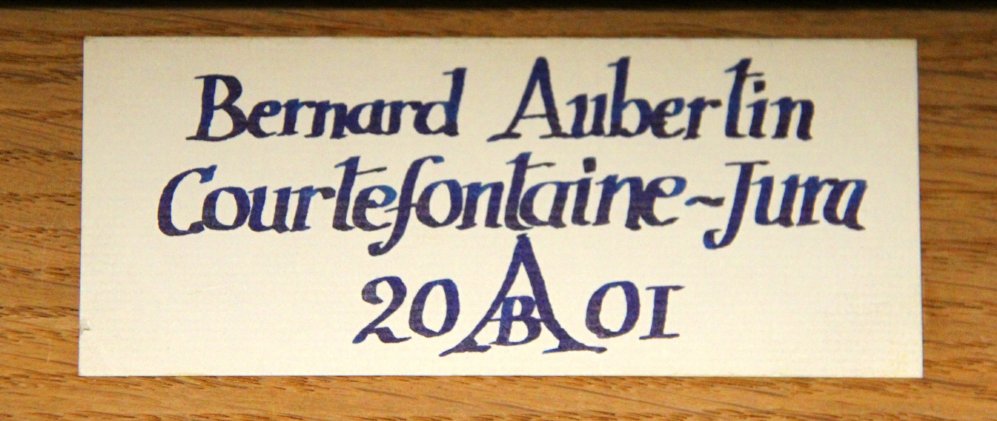 Bernard Aubertin
Courtefontaine~Jura
20 AB 01